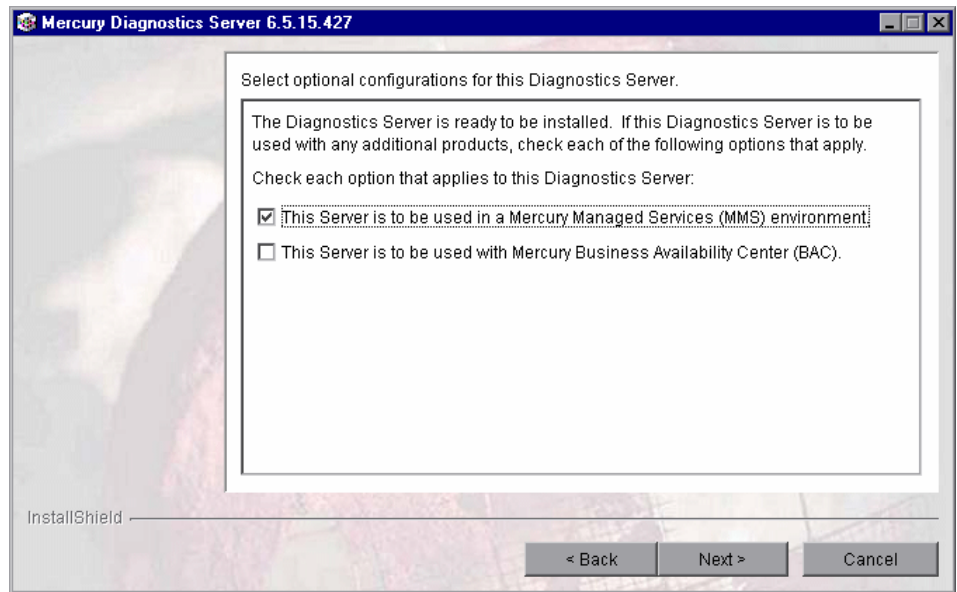 Mercury Diagnostics Server 6.5.15.427
Select optional configurations for this Diagnostics Server.
The Diagnostics Server is ready to be installed.  If this Diagnostics Server is to be
used with any additional products, check each of the following options that apply.
Check each option that applies to this Diagnostics Server:
This Server is to be used in a Mercury Managed Services (MMS) environment.
This Server is to be used with Mercury Business Availability Center (BAC).
InstallShield
< Back
Next >
Cancel